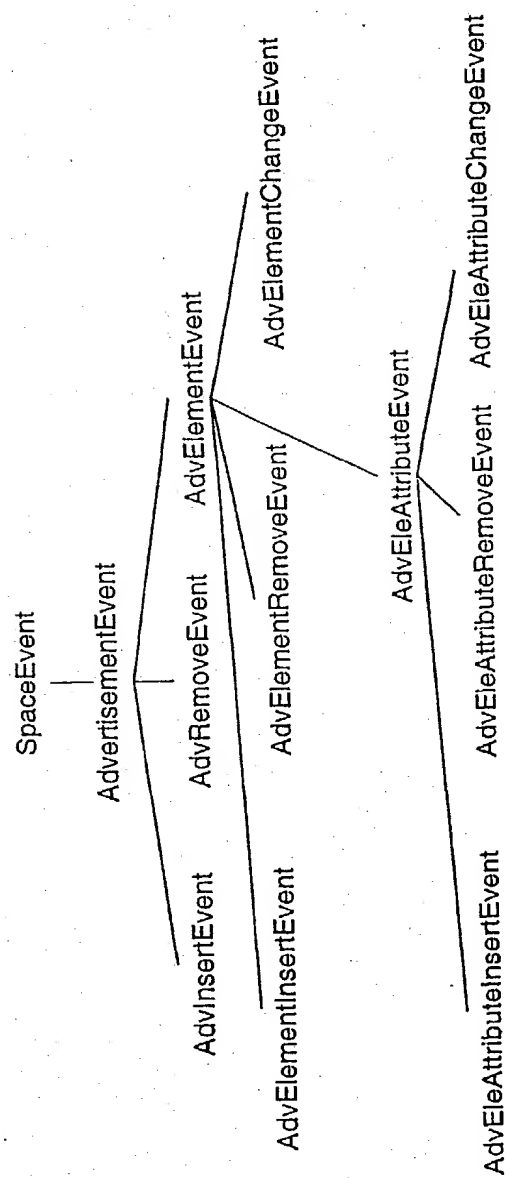 SpaceEvent
AdvertisementEvent
AdvInsertEvent
AdvRemoveEvent
AdvElementEvent
AdvElementInsertEvent
AdvElementRemoveEvent
AdvElementChangeEvent
AdvEleAttributeEvent
AdvEleAttributeInsertEvent
AdvEleAttributeRemoveEvent
AdvEleAttributeChangeEvent